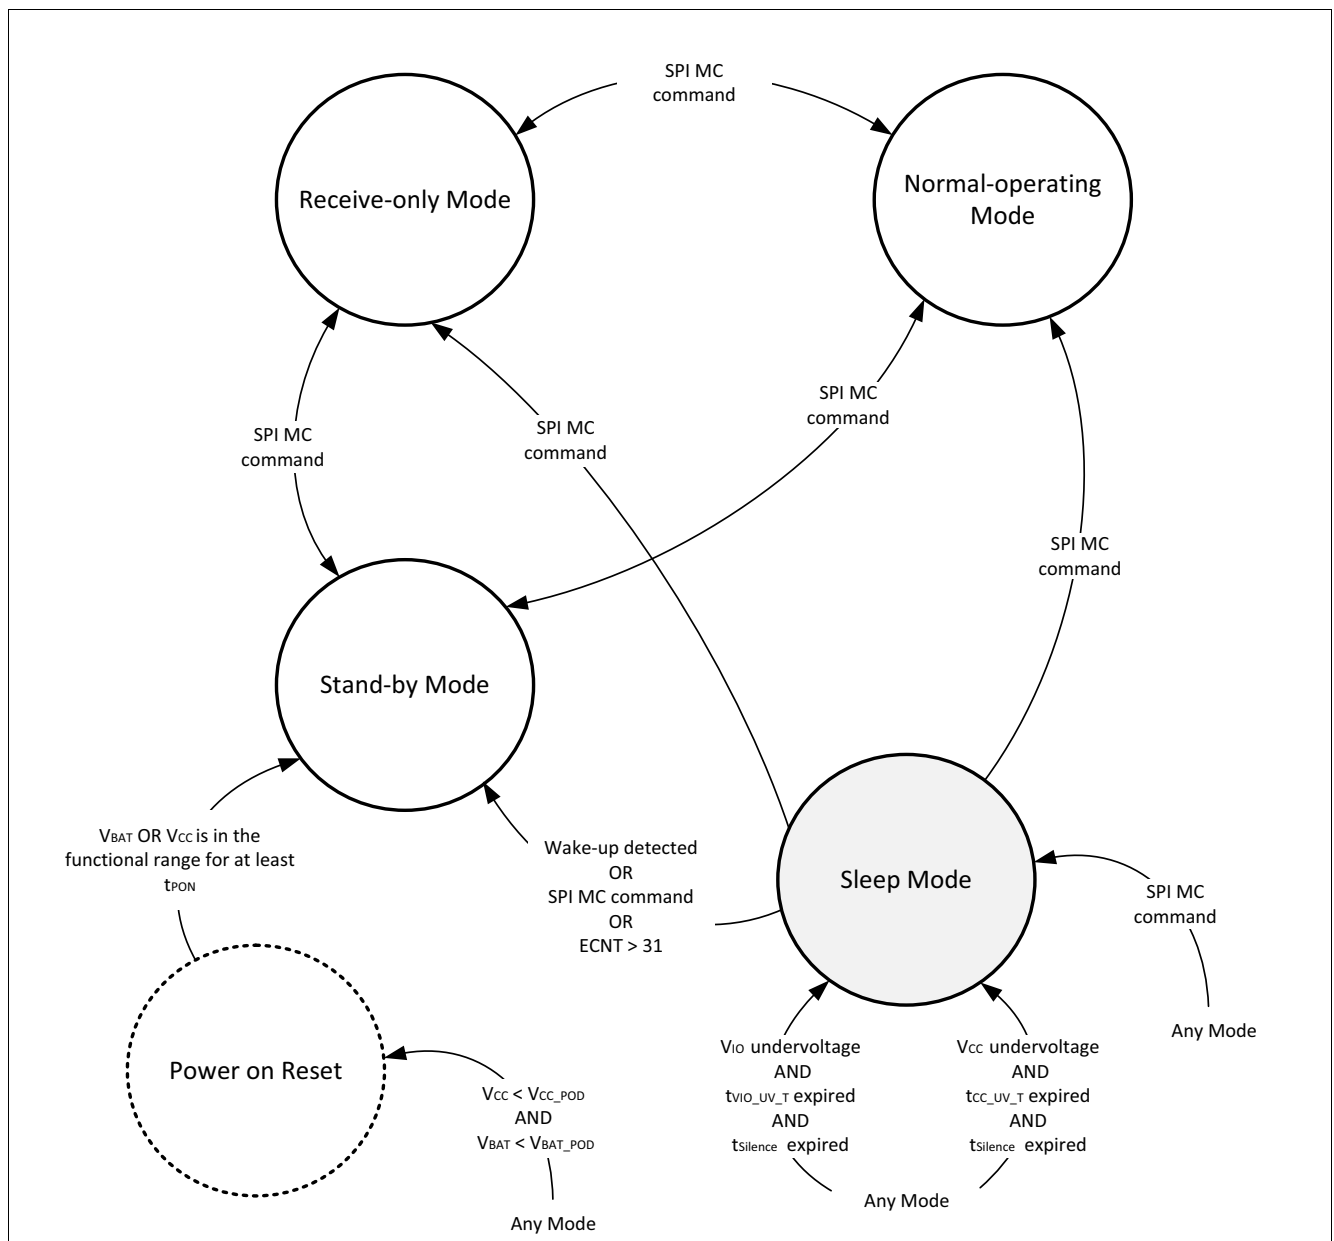 SPI MC
command
Receive-only Mode
Normal-operating
Mode
SPI MC
command
SPI MC
command
SPI MC
command
SPI MC
command
Stand-by Mode
VBAT OR VCC is in the
functional range for at least
tPON
Wake-up detected
OR
SPI MC command
OR
ECNT > 31
Sleep Mode
SPI MC
command
Any Mode
Power on Reset
VCC < VCC_POD
AND
VBAT < VBAT_POD
Any Mode
VIO undervoltage
AND
tVIO_UV_T expired
AND
tSilence expired
VCC undervoltage
AND
tCC_UV_T expired
AND
tSilence expired
Any Mode